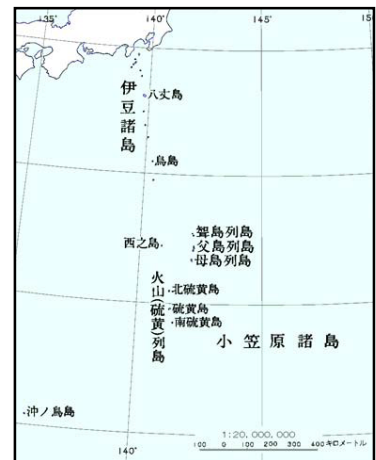 135°
140°
145°
15
伊豆諸島
八丈島
鳥島
聟島列島
西之島
父島列島
母島列島
火山(硫黄)列島
北硫黄島
硫黄島
南硫黄島
小笠原諸島
沖ノ鳥島
1:20,000,000
100 0 100 200 300 400キロメートル
140°